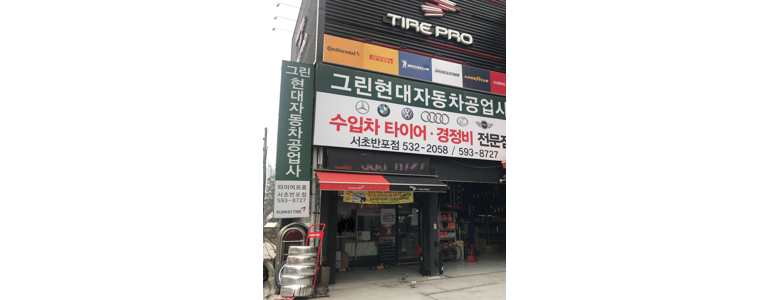 TIRE PRO
Continental
PIRELLI
MICHELIN
BRIDGESTONE
GOODYEAR
그린현대자동차공업사
수입차 타이어·경정비 전문점
서초반포점 532-2058 / 593-8727
그린현대자동차공업사
타이어프로
서초반포점
593-8727
KUMHO TIRE